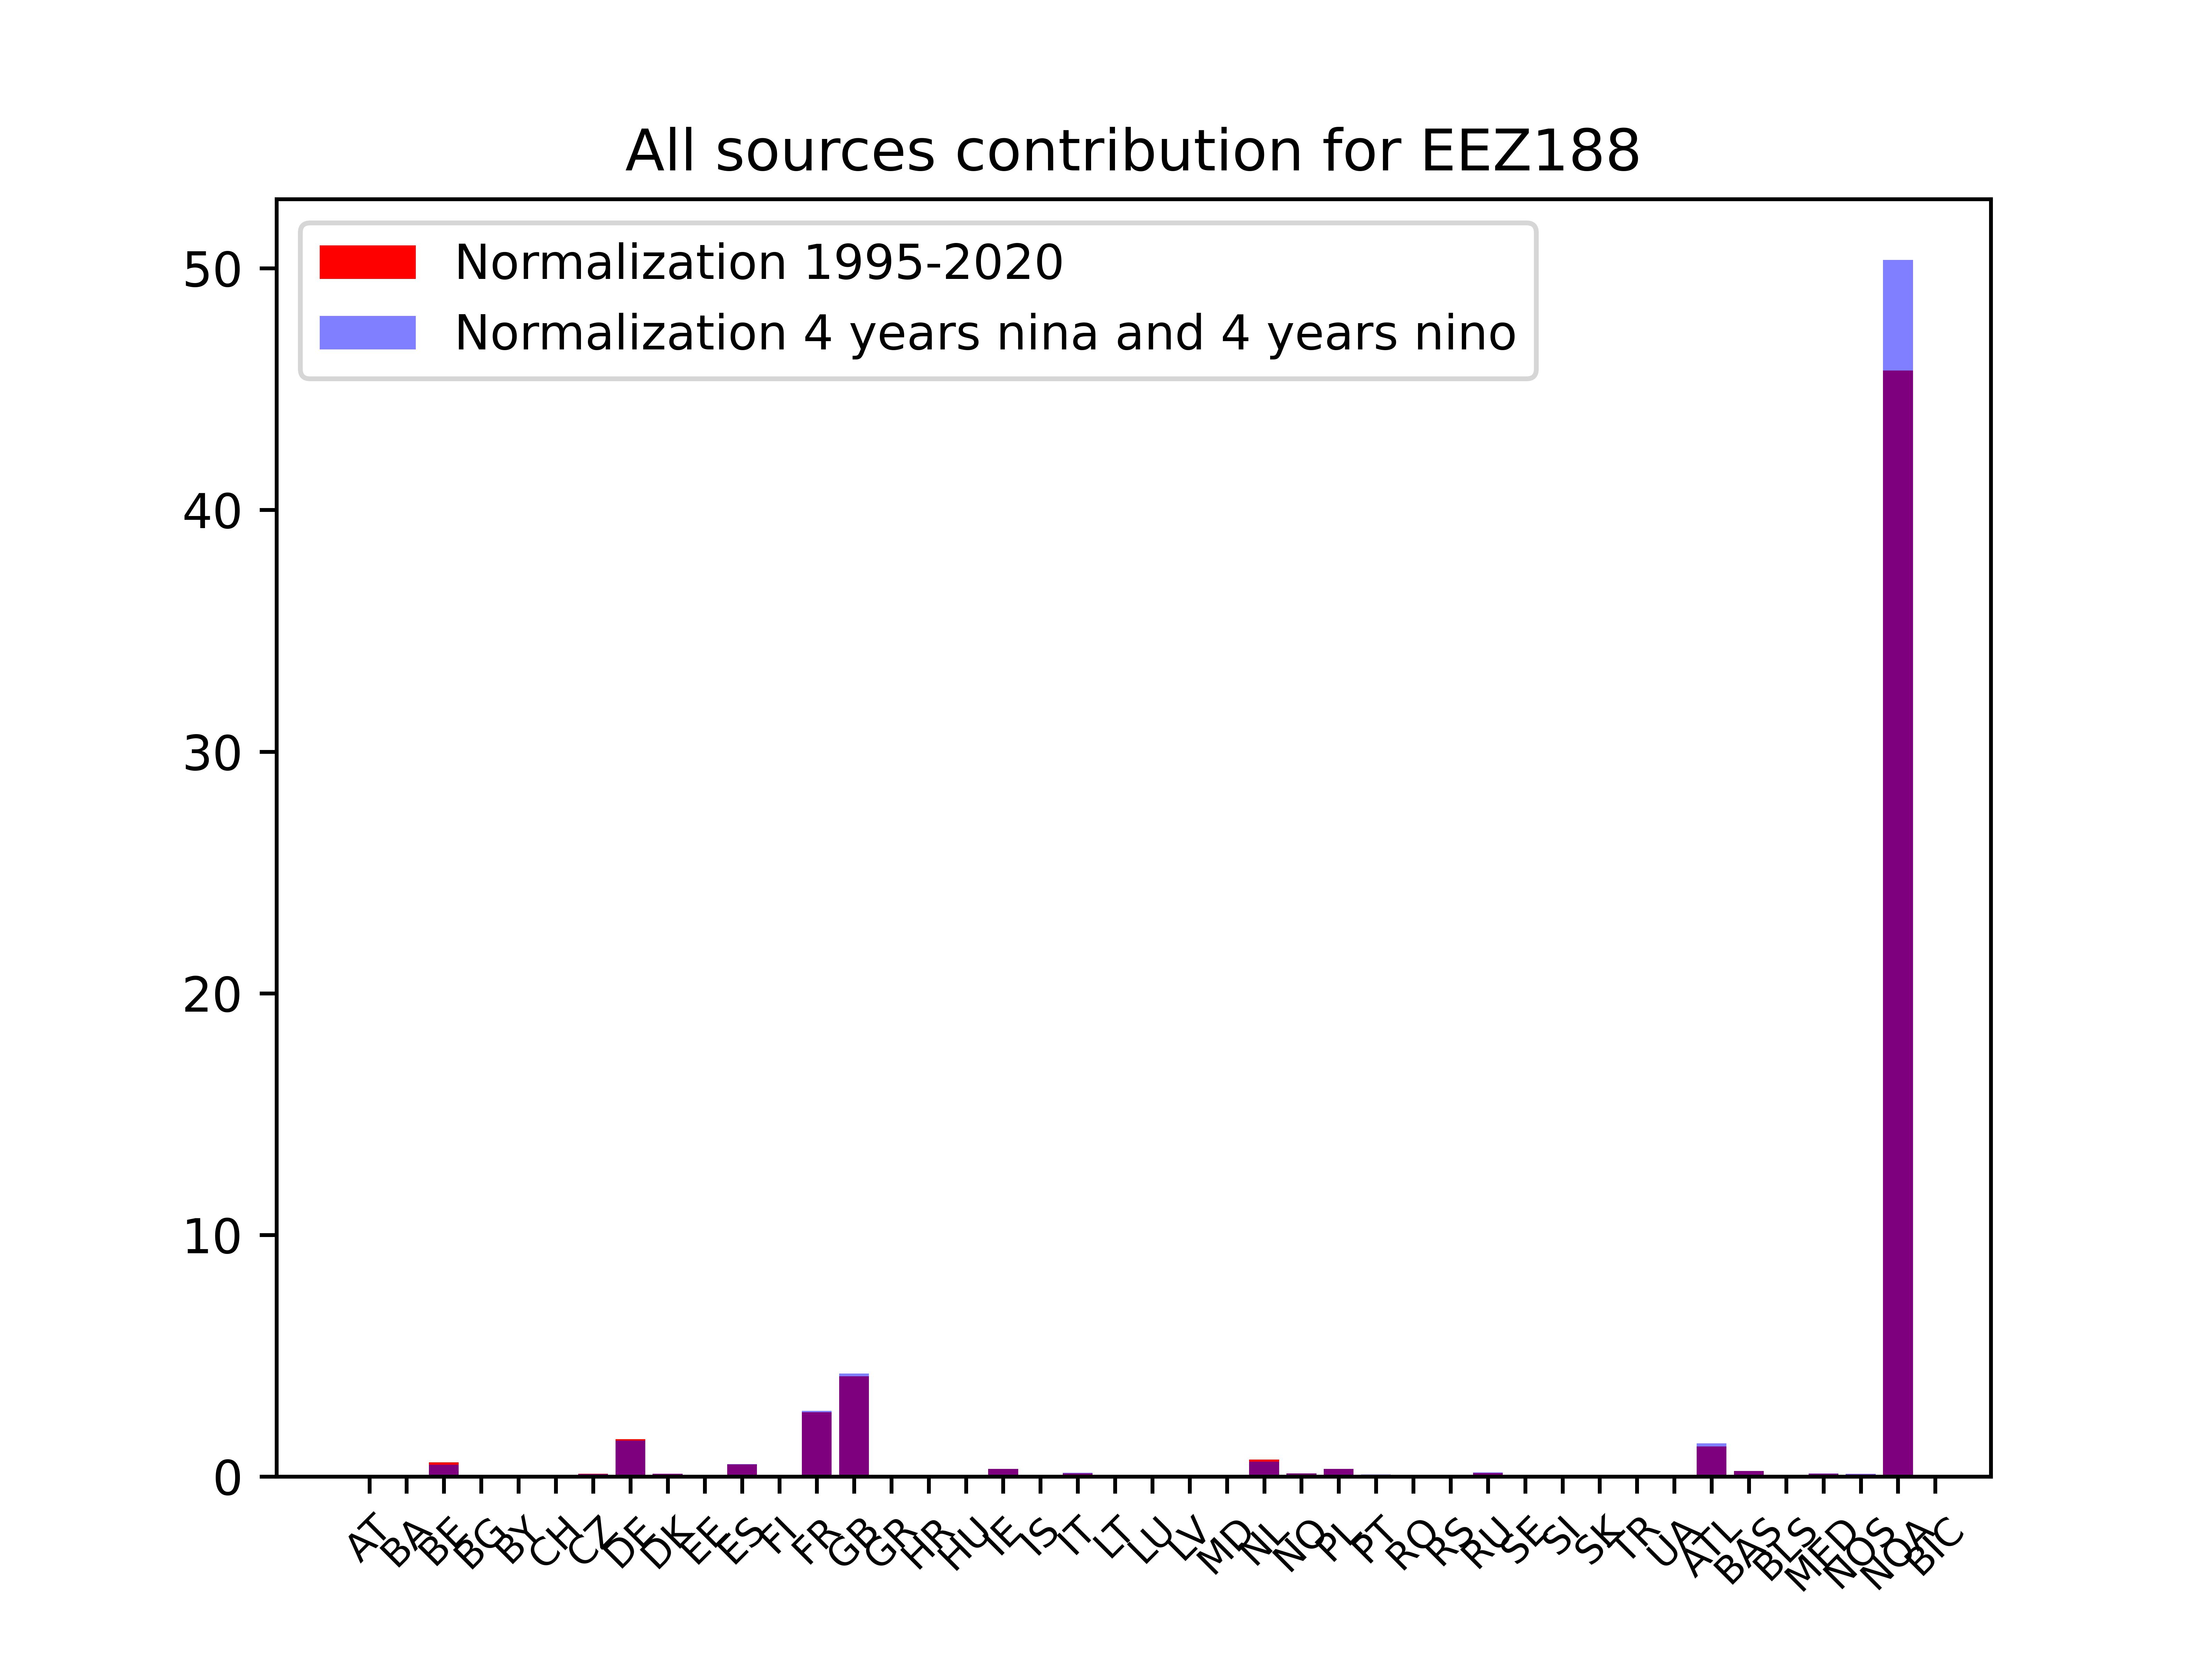 All sources contribution for EEZ188
Normalization 1995-2020
Normalization 4 years nina and 4 years nino
50
40
30
20
10
0
AT
BA
BE
BG
BY
CH
CZ
DE
DK
EE
ES
FI
FR
GB
GR
HR
HU
IE
IS
IT
LT
LU
LV
MD
NL
NO
PL
PT
RO
RS
RU
SE
SI
SK
TR
UA
ATL
BAS
BLS
MED
NOS
NOA
BIC